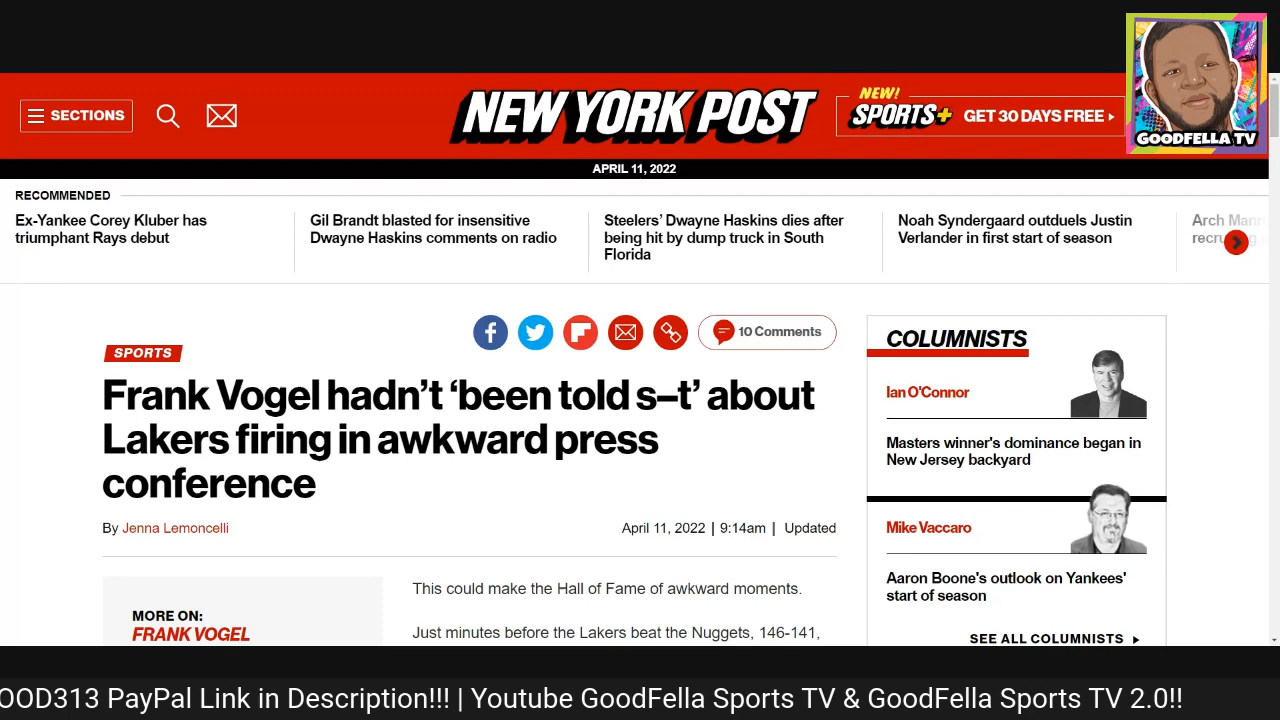 SECTIONS
NEW YORK POST
NEW!
SPORTS+ GET 30 DAYS FREE
GOODFELLA TV
APRIL 11, 2022
RECOMMENDED
Ex-Yankee Corey Kluber has
triumphant Rays debut
Gil Brandt blasted for insensitive
Dwayne Haskins comments on radio
Steelers’ Dwayne Haskins dies after
being hit by dump truck in South
Florida
Noah Syndergaard outduels Justin
Verlander in first start of season
Arch
10 Comments
SPORTS
Frank Vogel hadn’t ‘been told s–t’ about
Lakers firing in awkward press
conference
By Jenna Lemoncelli
April 11, 2022 | 9:14am | Updated
MORE ON:
FRANK VOGEL
This could make the Hall of Fame of awkward moments.
Just minutes before the Lakers beat the Nuggets, 146-141,
COLUMNISTS
Ian O'Connor
Masters winner's dominance began in
New Jersey backyard
Mike Vaccaro
Aaron Boone's outlook on Yankees'
start of season
SEE ALL COLUMNISTS
OOD313 PayPal Link in Description!!! | Youtube GoodFella Sports TV & GoodFella Sports TV 2.0!!